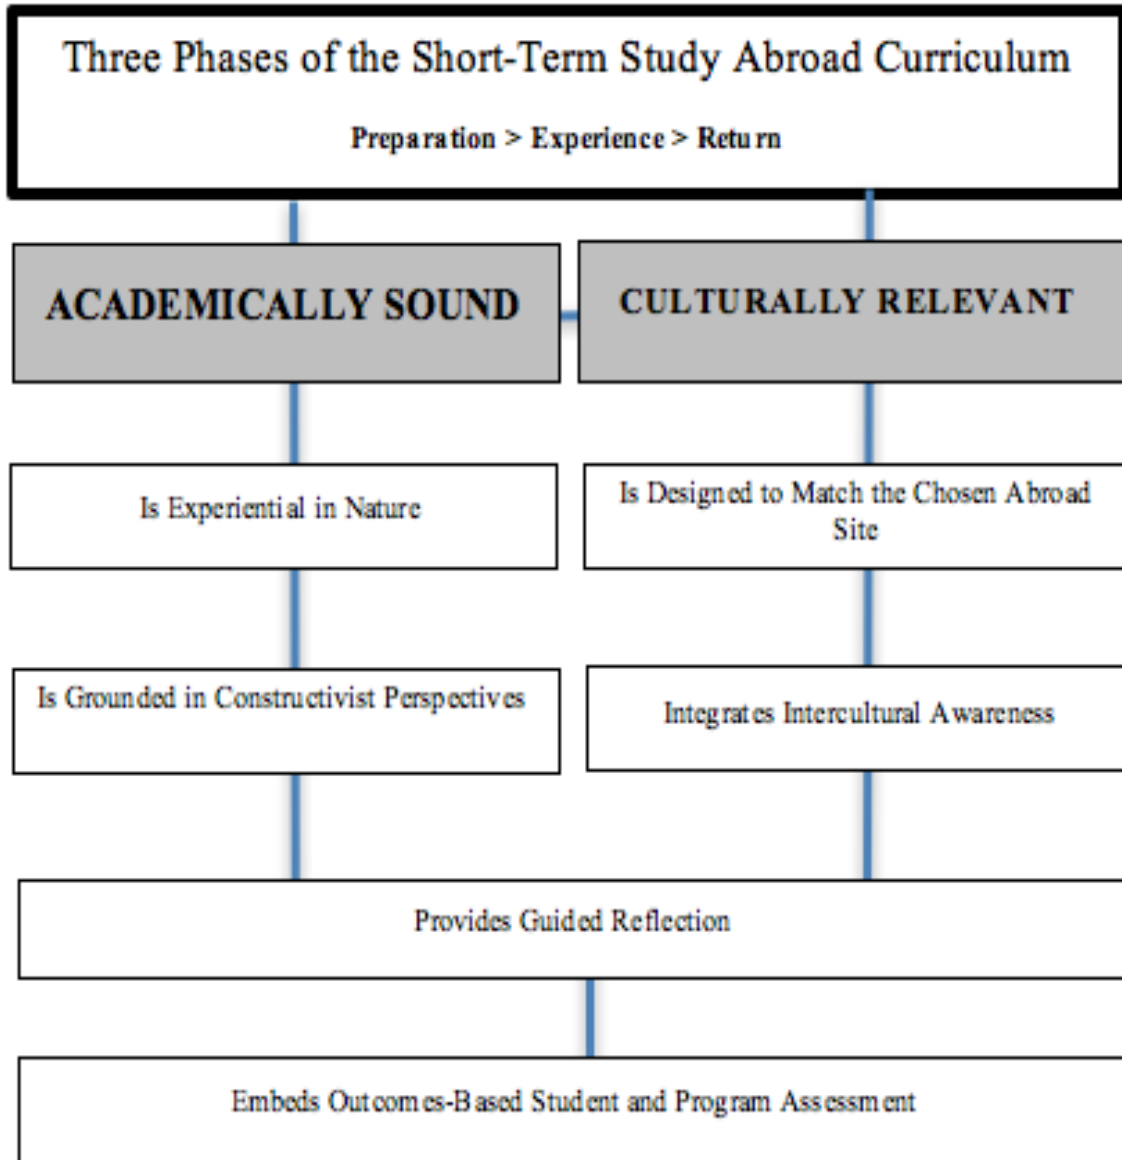 Three Phases of the Short-Term Study Abroad Curriculum
Preparation > Experience > Return
ACADEMICALLY SOUND
CULTURALLY RELEVANT
Is Experiential in Nature
Is Designed to Match the Chosen Abroad
Site
Is Grounded in Constructivist Perspectives
Integrates Intercultural Awareness
Provides Guided Reflection
Embeds Outcomes-Based Student and Program Assessment